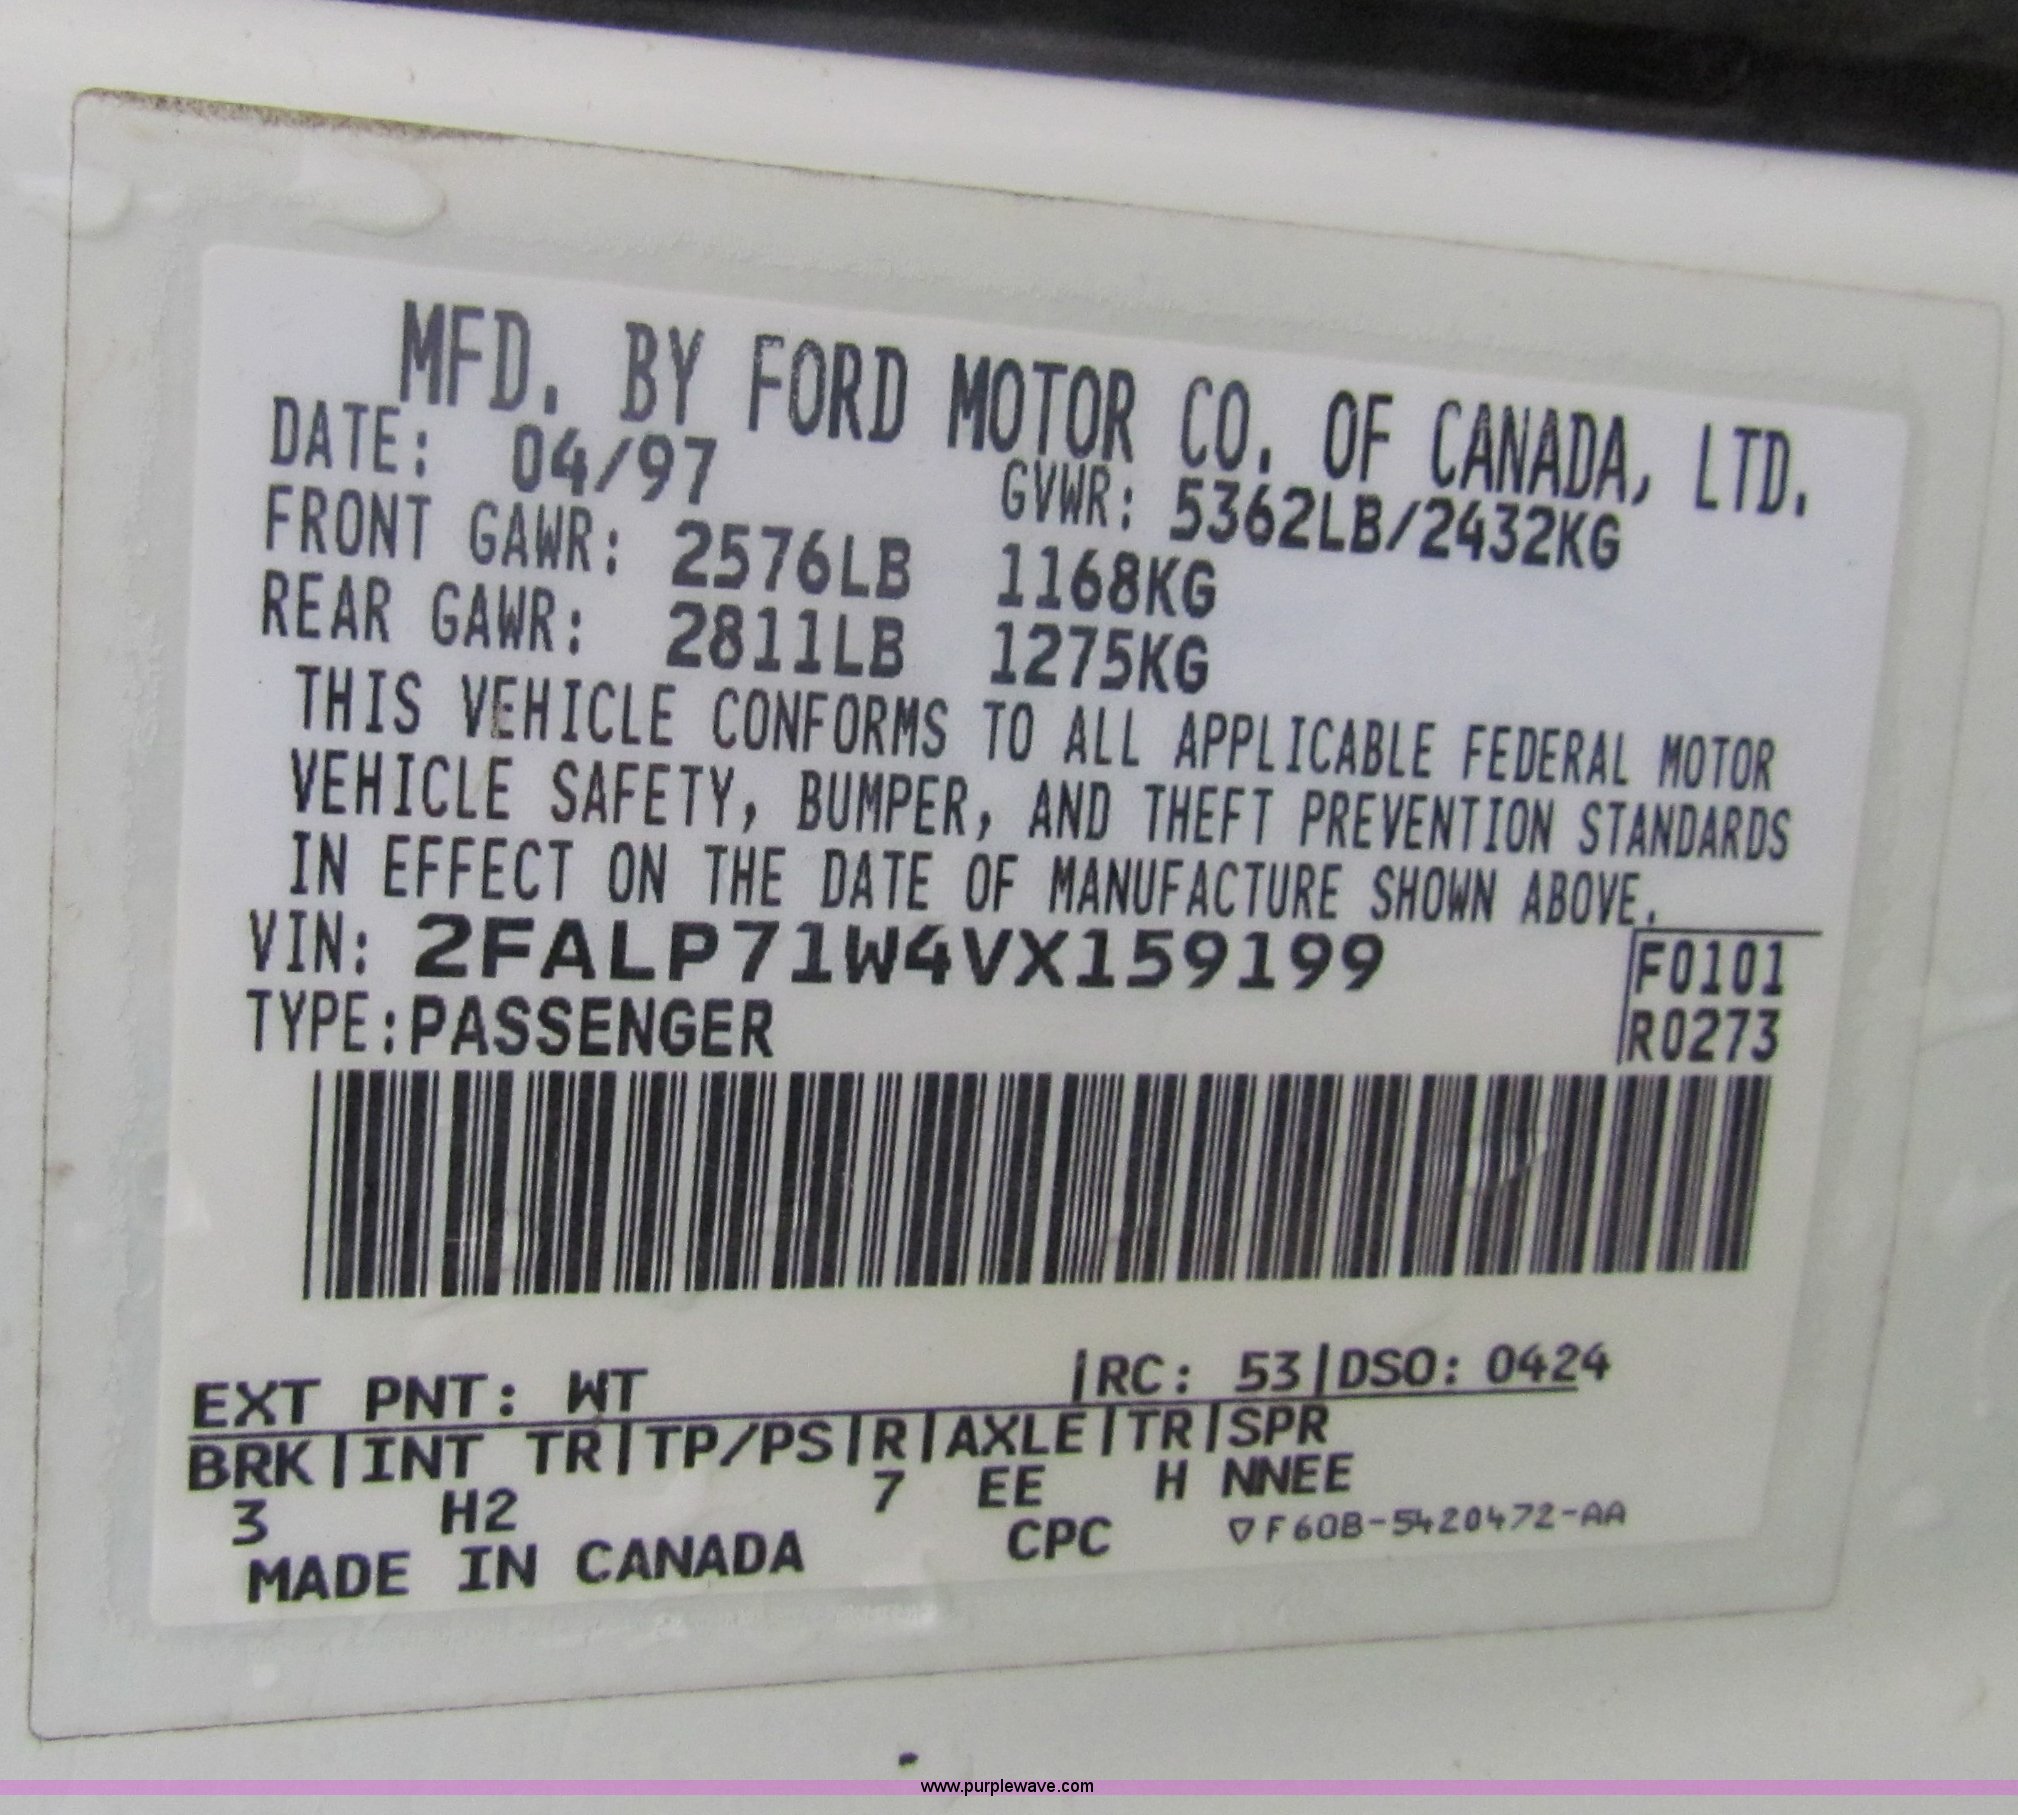 MFD. BY FORD MOTOR CO. OF CANADA, LTD.
DATE: 04/97 GVWR: 5362LB/2432KG
FRONT GAWR: 2576LB 1168KG
REAR GAWR: 2811LB 1275KG
THIS VEHICLE CONFORMS TO ALL APPLICABLE FEDERAL MOTOR
VEHICLE SAFETY, BUMPER, AND THEFT PREVENTION STANDARDS
IN EFFECT ON THE DATE OF MANUFACTURE SHOWN ABOVE.
VIN: 2FALP71W4VX159199 F0101
TYPE:PASSENGER R0273
EXT PNT: WT |RC: 53|DSO: 0424
BRK|INT TR|TP/PS|R|AXLE|TR|SPR
3 H2 7 EE H NNEE
MADE IN CANADA CPC ▽F60B-5420472-AA
www.purplewave.com